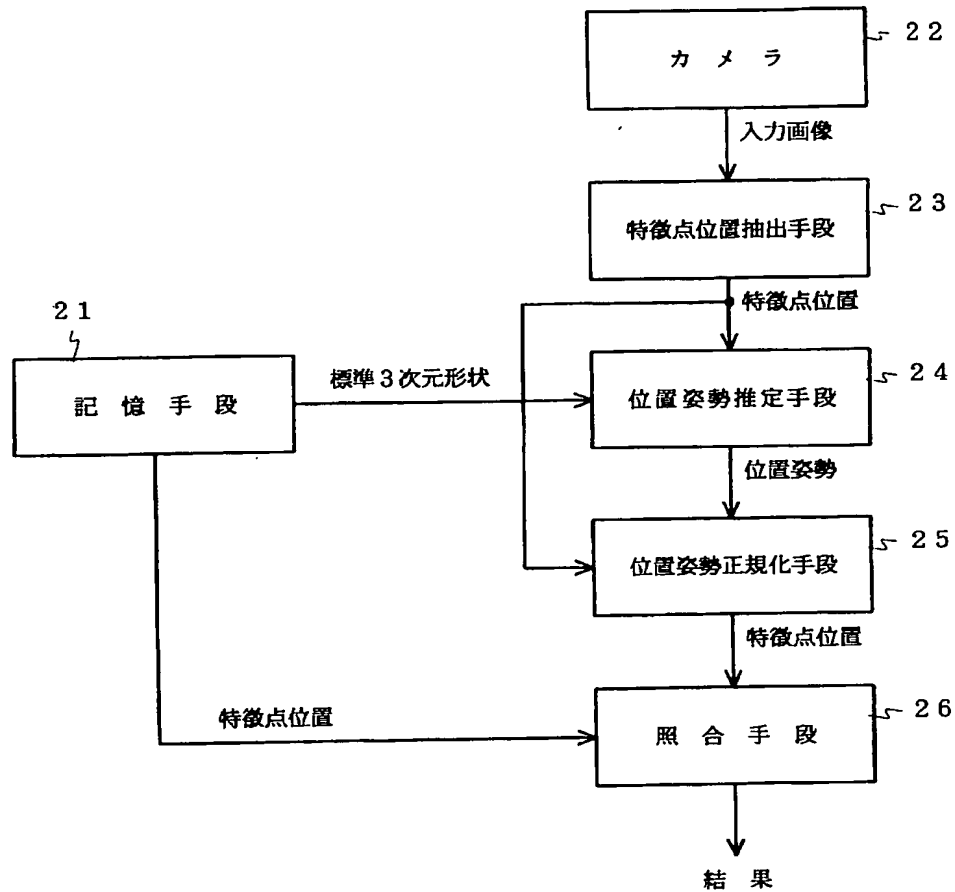 22
カメラ
入力画像
23
特徴点位置抽出手段
特徴点位置
21
記憶手段
標準3次元形状
24
位置姿勢推定手段
位置姿勢
25
位置姿勢正規化手段
特徴点位置
特徴点位置
26
照合手段
結果